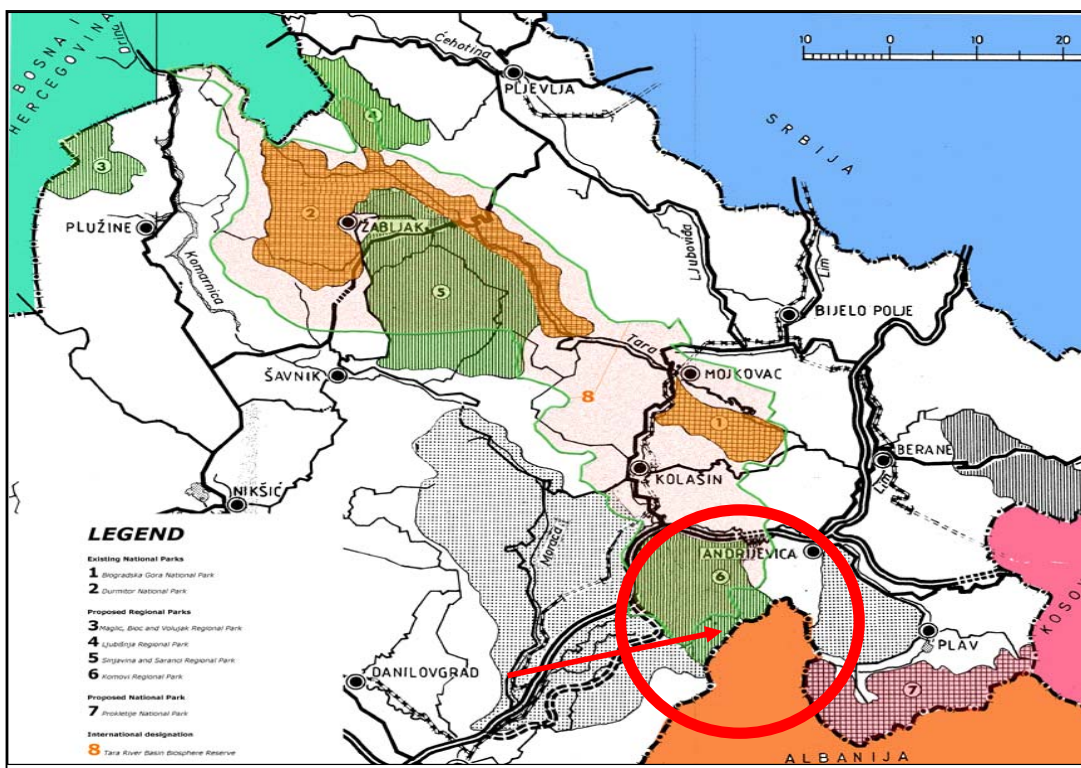 BOSNA I
HERCEGOVINA
Drina
Ćehotina
PLJEVLJA
10 0 10 20
SRBIJA
4
3
2
PLUŽINE
ŽABLJAK
Komarnica
5
Ljuboviđa
Lim
BIJELO POLJE
Tara
MOJKOVAC
ŠAVNIK
8
1
BERANE
Lim
KOLAŠIN
NIKŠIĆ
Morača
ANDRIJEVICA
6
KOSO
PLAV
DANILOVGRAD
7
ALBANIJA
LEGEND
Existing National Parks
1 Biogradska Gora National Park
2 Durmitor National Park
Proposed Regional Parks
3 Maglic, Bioc and Volujak Regional Park
4 Ljubišnja Regional Park
5 Sinjavina and Saranci Regional Park
6 Komovi Regional Park
Proposed National Park
7 Prokletije National Park
International designation
8 Tara River Basin Biosphere Reserve